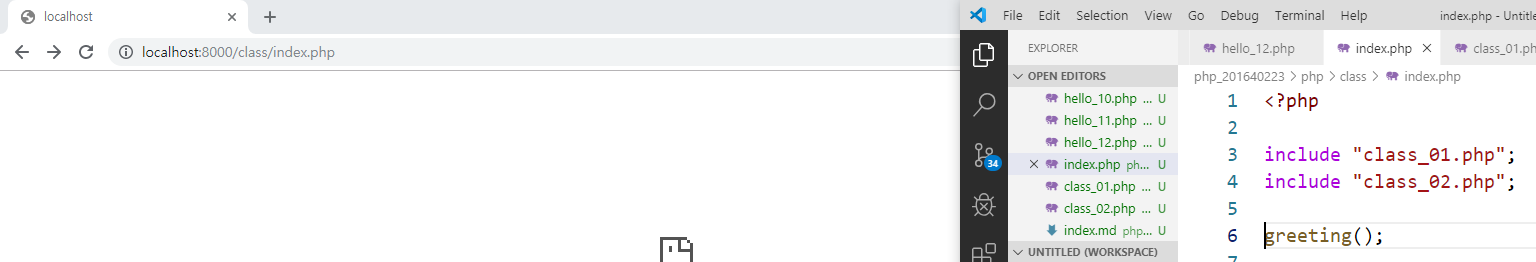 localhost
localhost:8000/class/index.php
File Edit Selection View Go Debug Terminal Help index.php - Untitle
EXPLORER
OPEN EDITORS
hello_10.php ... U
hello_11.php ... U
hello_12.php ... U
index.php ph... U
class_01.php ... U
class_02.php ... U
index.md php... U
UNTITLED (WORKSPACE)
34
hello_12.php index.php class_01.ph
php_201640223 > php > class > index.php
1 <?php
2
3 include "class_01.php";
4 include "class_02.php";
5
6 greeting();
7